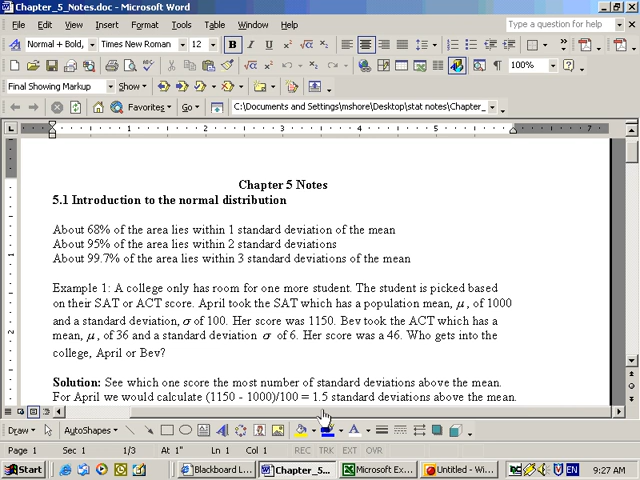 Chapter_5_Notes.doc - Microsoft Word
File Edit View Insert Format Tools Table Window Help Type a question for help
Normal + Bold, Times New Roman 12 B I U
100%
Final Showing Markup Show
Favorites Go C:\Documents and Settings\mshore\Desktop\stat notes\Chapter_
1 2 3 4 5 6 7
Chapter 5 Notes
5.1 Introduction to the normal distribution
About 68% of the area lies within 1 standard deviation of the mean
About 95% of the area lies within 2 standard deviations
About 99.7% of the area lies within 3 standard deviations of the mean
Example 1: A college only has room for one more student. The student is picked based
on their SAT or ACT score. April took the SAT which has a population mean, μ, of 1000
and a standard deviation, σ of 100. Her score was 1150. Bev took the ACT which has a
mean, μ, of 36 and a standard deviation σ of 6. Her score was a 46. Who gets into the
college, April or Bev?
Solution: See which one score the most number of standard deviations above the mean.
For April we would calculate (1150 - 1000)/100 = 1.5 standard deviations above the mean.
Draw AutoShapes
Page 1 Sec 1 1/3 At 1" Ln 1 Col 1 REC TRK EXT OVR
Start Blackboard L... Chapter_5... Microsoft Ex... Untitled - Wi... EN 9:27 AM